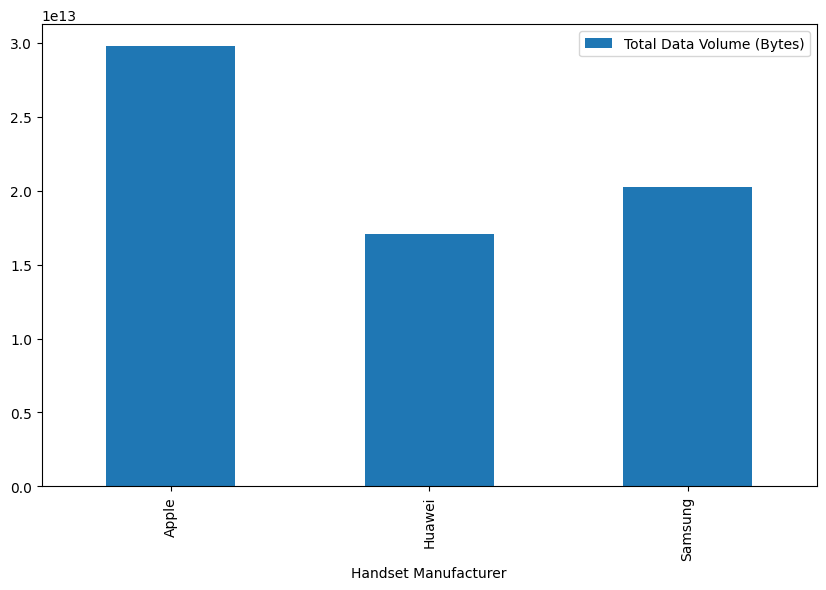 1e13
Total Data Volume (Bytes)
3.0
2.5
2.0
1.5
1.0
0.5
0.0
Apple
Huawei
Samsung
Handset Manufacturer